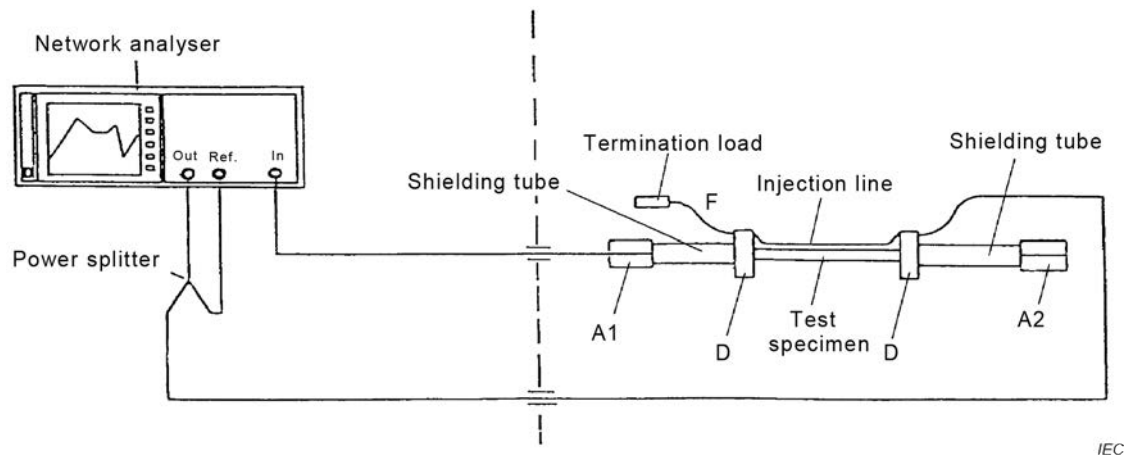 Network analyser
Out Ref. In
Power splitter
Termination load
Shielding tube
F
Injection line
Shielding tube
A1
D
Test
specimen
D
A2
IEC